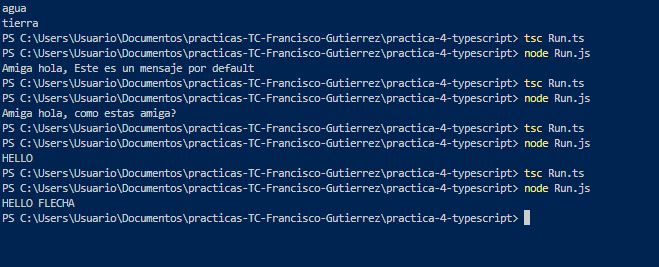 agua
tierra
PS C:\Users\Usuario\Documentos\practicas-TC-Francisco-Gutierrez\practica-4-typescript> tsc Run.ts
PS C:\Users\Usuario\Documentos\practicas-TC-Francisco-Gutierrez\practica-4-typescript> node Run.js
Amiga hola, Este es un mensaje por default
PS C:\Users\Usuario\Documentos\practicas-TC-Francisco-Gutierrez\practica-4-typescript> tsc Run.ts
PS C:\Users\Usuario\Documentos\practicas-TC-Francisco-Gutierrez\practica-4-typescript> node Run.js
Amiga hola, como estas amiga?
PS C:\Users\Usuario\Documentos\practicas-TC-Francisco-Gutierrez\practica-4-typescript> tsc Run.ts
PS C:\Users\Usuario\Documentos\practicas-TC-Francisco-Gutierrez\practica-4-typescript> node Run.js
HELLO
PS C:\Users\Usuario\Documentos\practicas-TC-Francisco-Gutierrez\practica-4-typescript> tsc Run.ts
PS C:\Users\Usuario\Documentos\practicas-TC-Francisco-Gutierrez\practica-4-typescript> node Run.js
HELLO FLECHA
PS C:\Users\Usuario\Documentos\practicas-TC-Francisco-Gutierrez\practica-4-typescript>